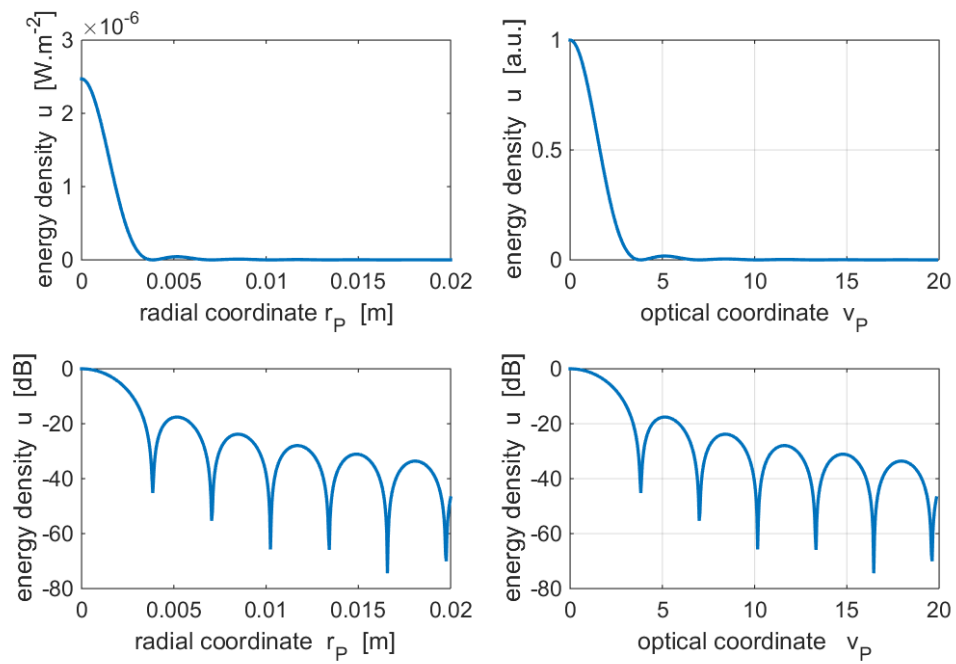 ×10⁻⁶
energy density u [W.m⁻²]
3
2
1
0
0 0.005 0.01 0.015 0.02
radial coordinate r_P [m]
energy density u [a.u.]
1
0.5
0
0 5 10 15 20
optical coordinate v_P
energy density u [dB]
0
-20
-40
-60
-80
0 0.005 0.01 0.015 0.02
radial coordinate r_P [m]
energy density u [dB]
0
-20
-40
-60
-80
0 5 10 15 20
optical coordinate v_P